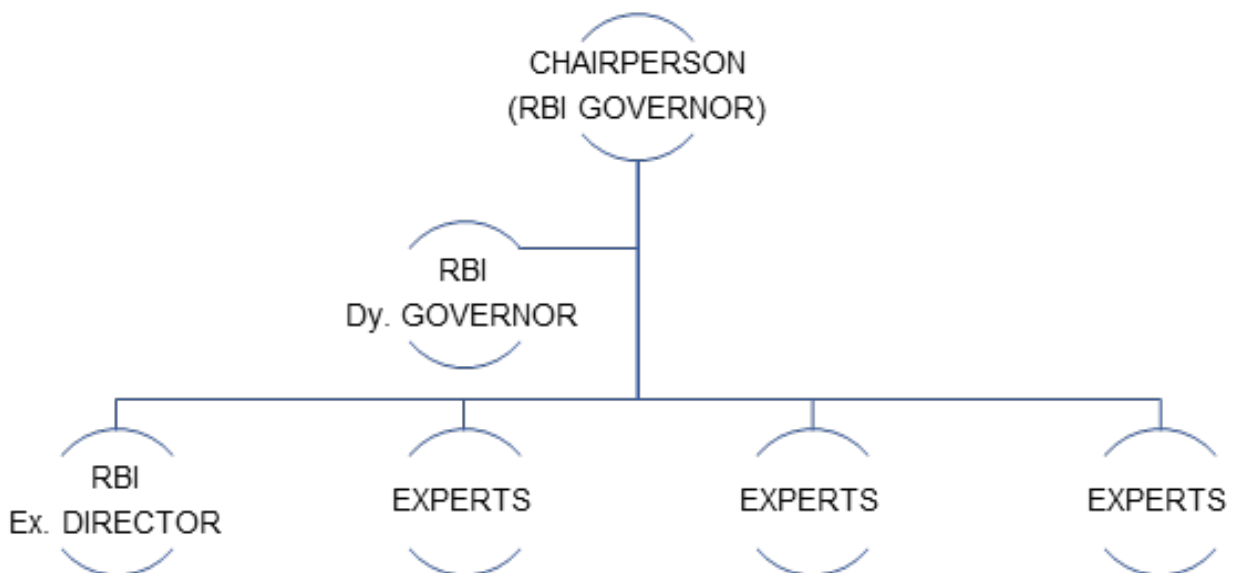 CHAIRPERSON
(RBI GOVERNOR)
RBI
Dy. GOVERNOR
RBI
Ex. DIRECTOR
EXPERTS
EXPERTS
EXPERTS